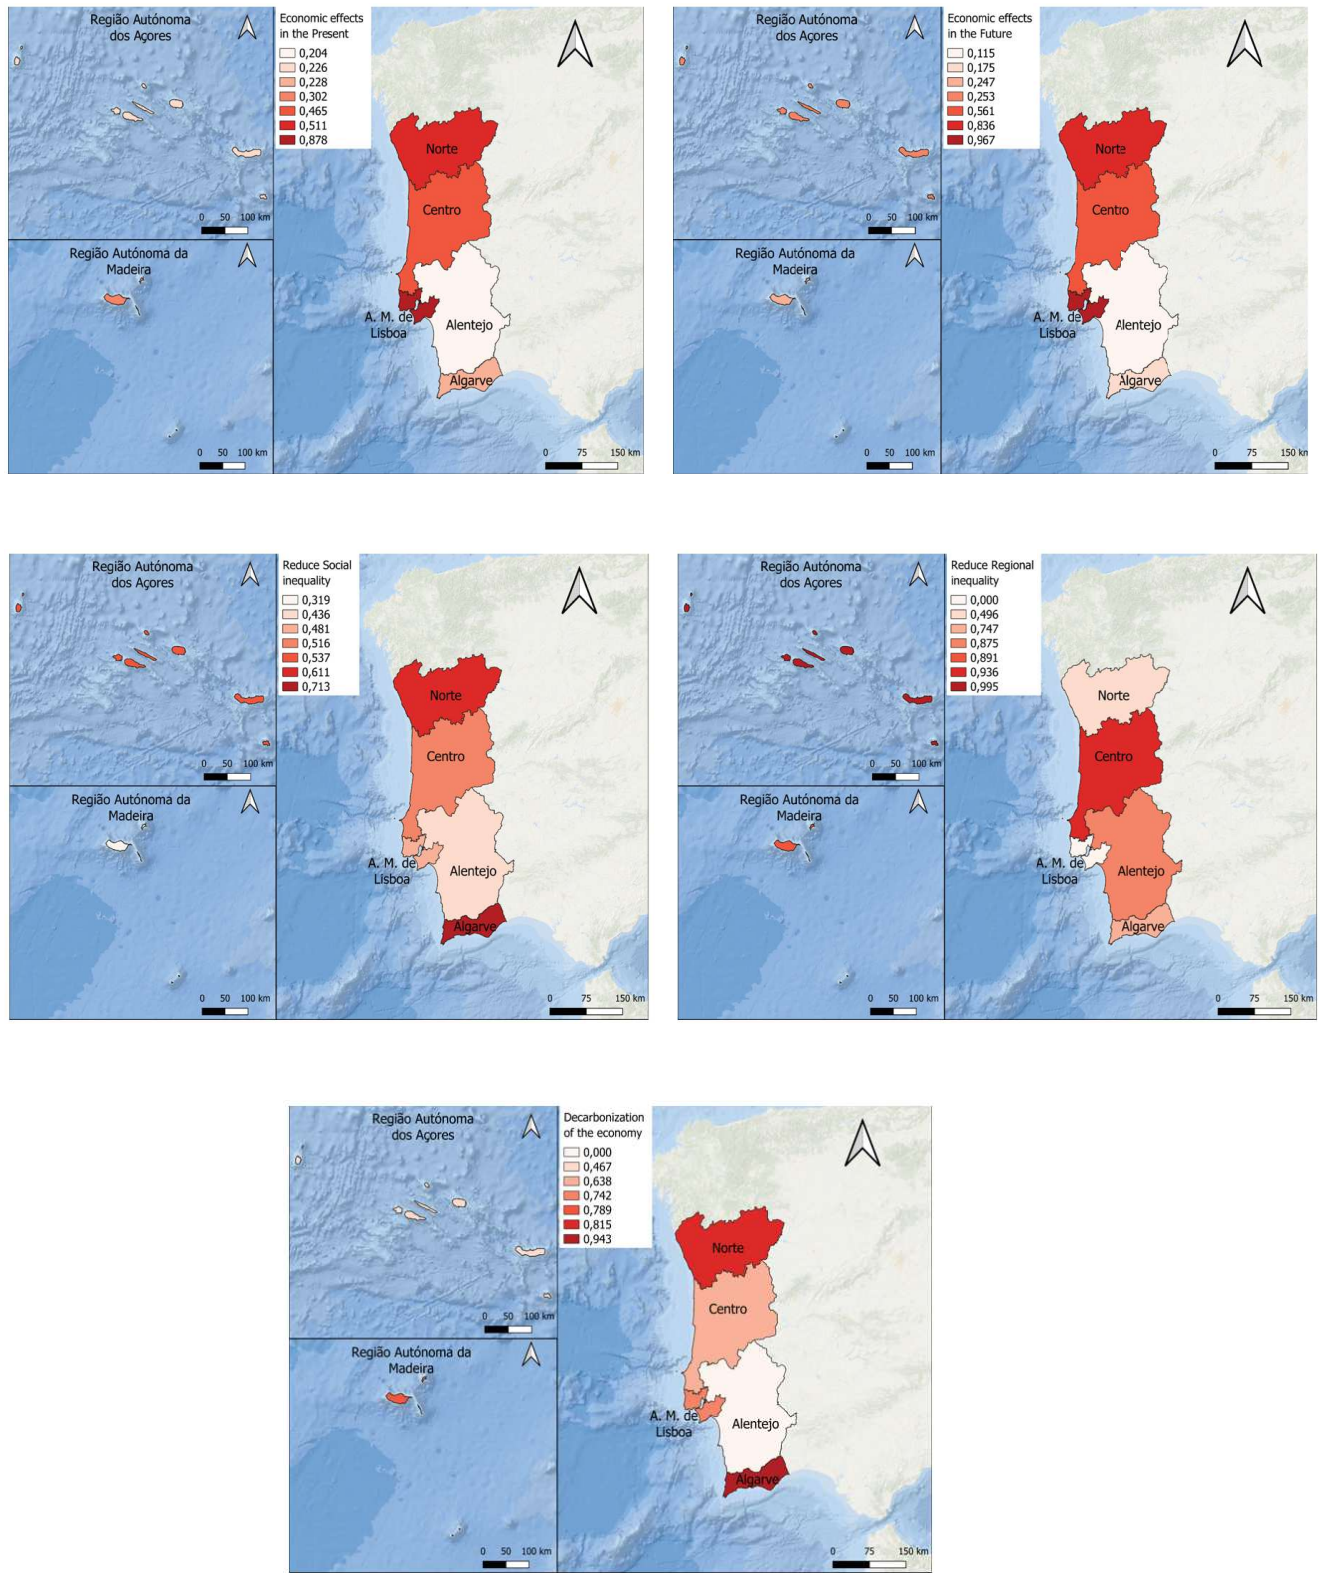 Região Autónoma
dos Açores
Economic effects
in the Present
0,204
0,226
0,228
0,302
0,465
0,511
0,878
Norte
Centro
A. M. de
Lisboa
Alentejo
Algarve
0 50 100 km
Região Autónoma da
Madeira
0 50 100 km
0 75 150 km
Região Autónoma
dos Açores
Economic effects
in the Future
0,115
0,175
0,247
0,253
0,561
0,836
0,967
Norte
Centro
A. M. de
Lisboa
Alentejo
Algarve
0 50 100 km
Região Autónoma da
Madeira
0 50 100 km
0 75 150 km
Região Autónoma
dos Açores
Reduce Social
inequality
0,319
0,436
0,481
0,516
0,537
0,611
0,713
Norte
Centro
A. M. de
Lisboa
Alentejo
Algarve
0 50 100 km
Região Autónoma da
Madeira
0 50 100 km
0 75 150 km
Região Autónoma
dos Açores
Reduce Regional
inequality
0,000
0,496
0,747
0,875
0,891
0,936
0,995
Norte
Centro
A. M. de
Lisboa
Alentejo
Algarve
0 50 100 km
Região Autónoma da
Madeira
0 50 100 km
0 75 150 km
Região Autónoma
dos Açores
Decarbonization
of the economy
0,000
0,467
0,638
0,742
0,789
0,815
0,943
Norte
Centro
A. M. de
Lisboa
Alentejo
Algarve
0 50 100 km
Região Autónoma da
Madeira
0 50 100 km
0 75 150 km